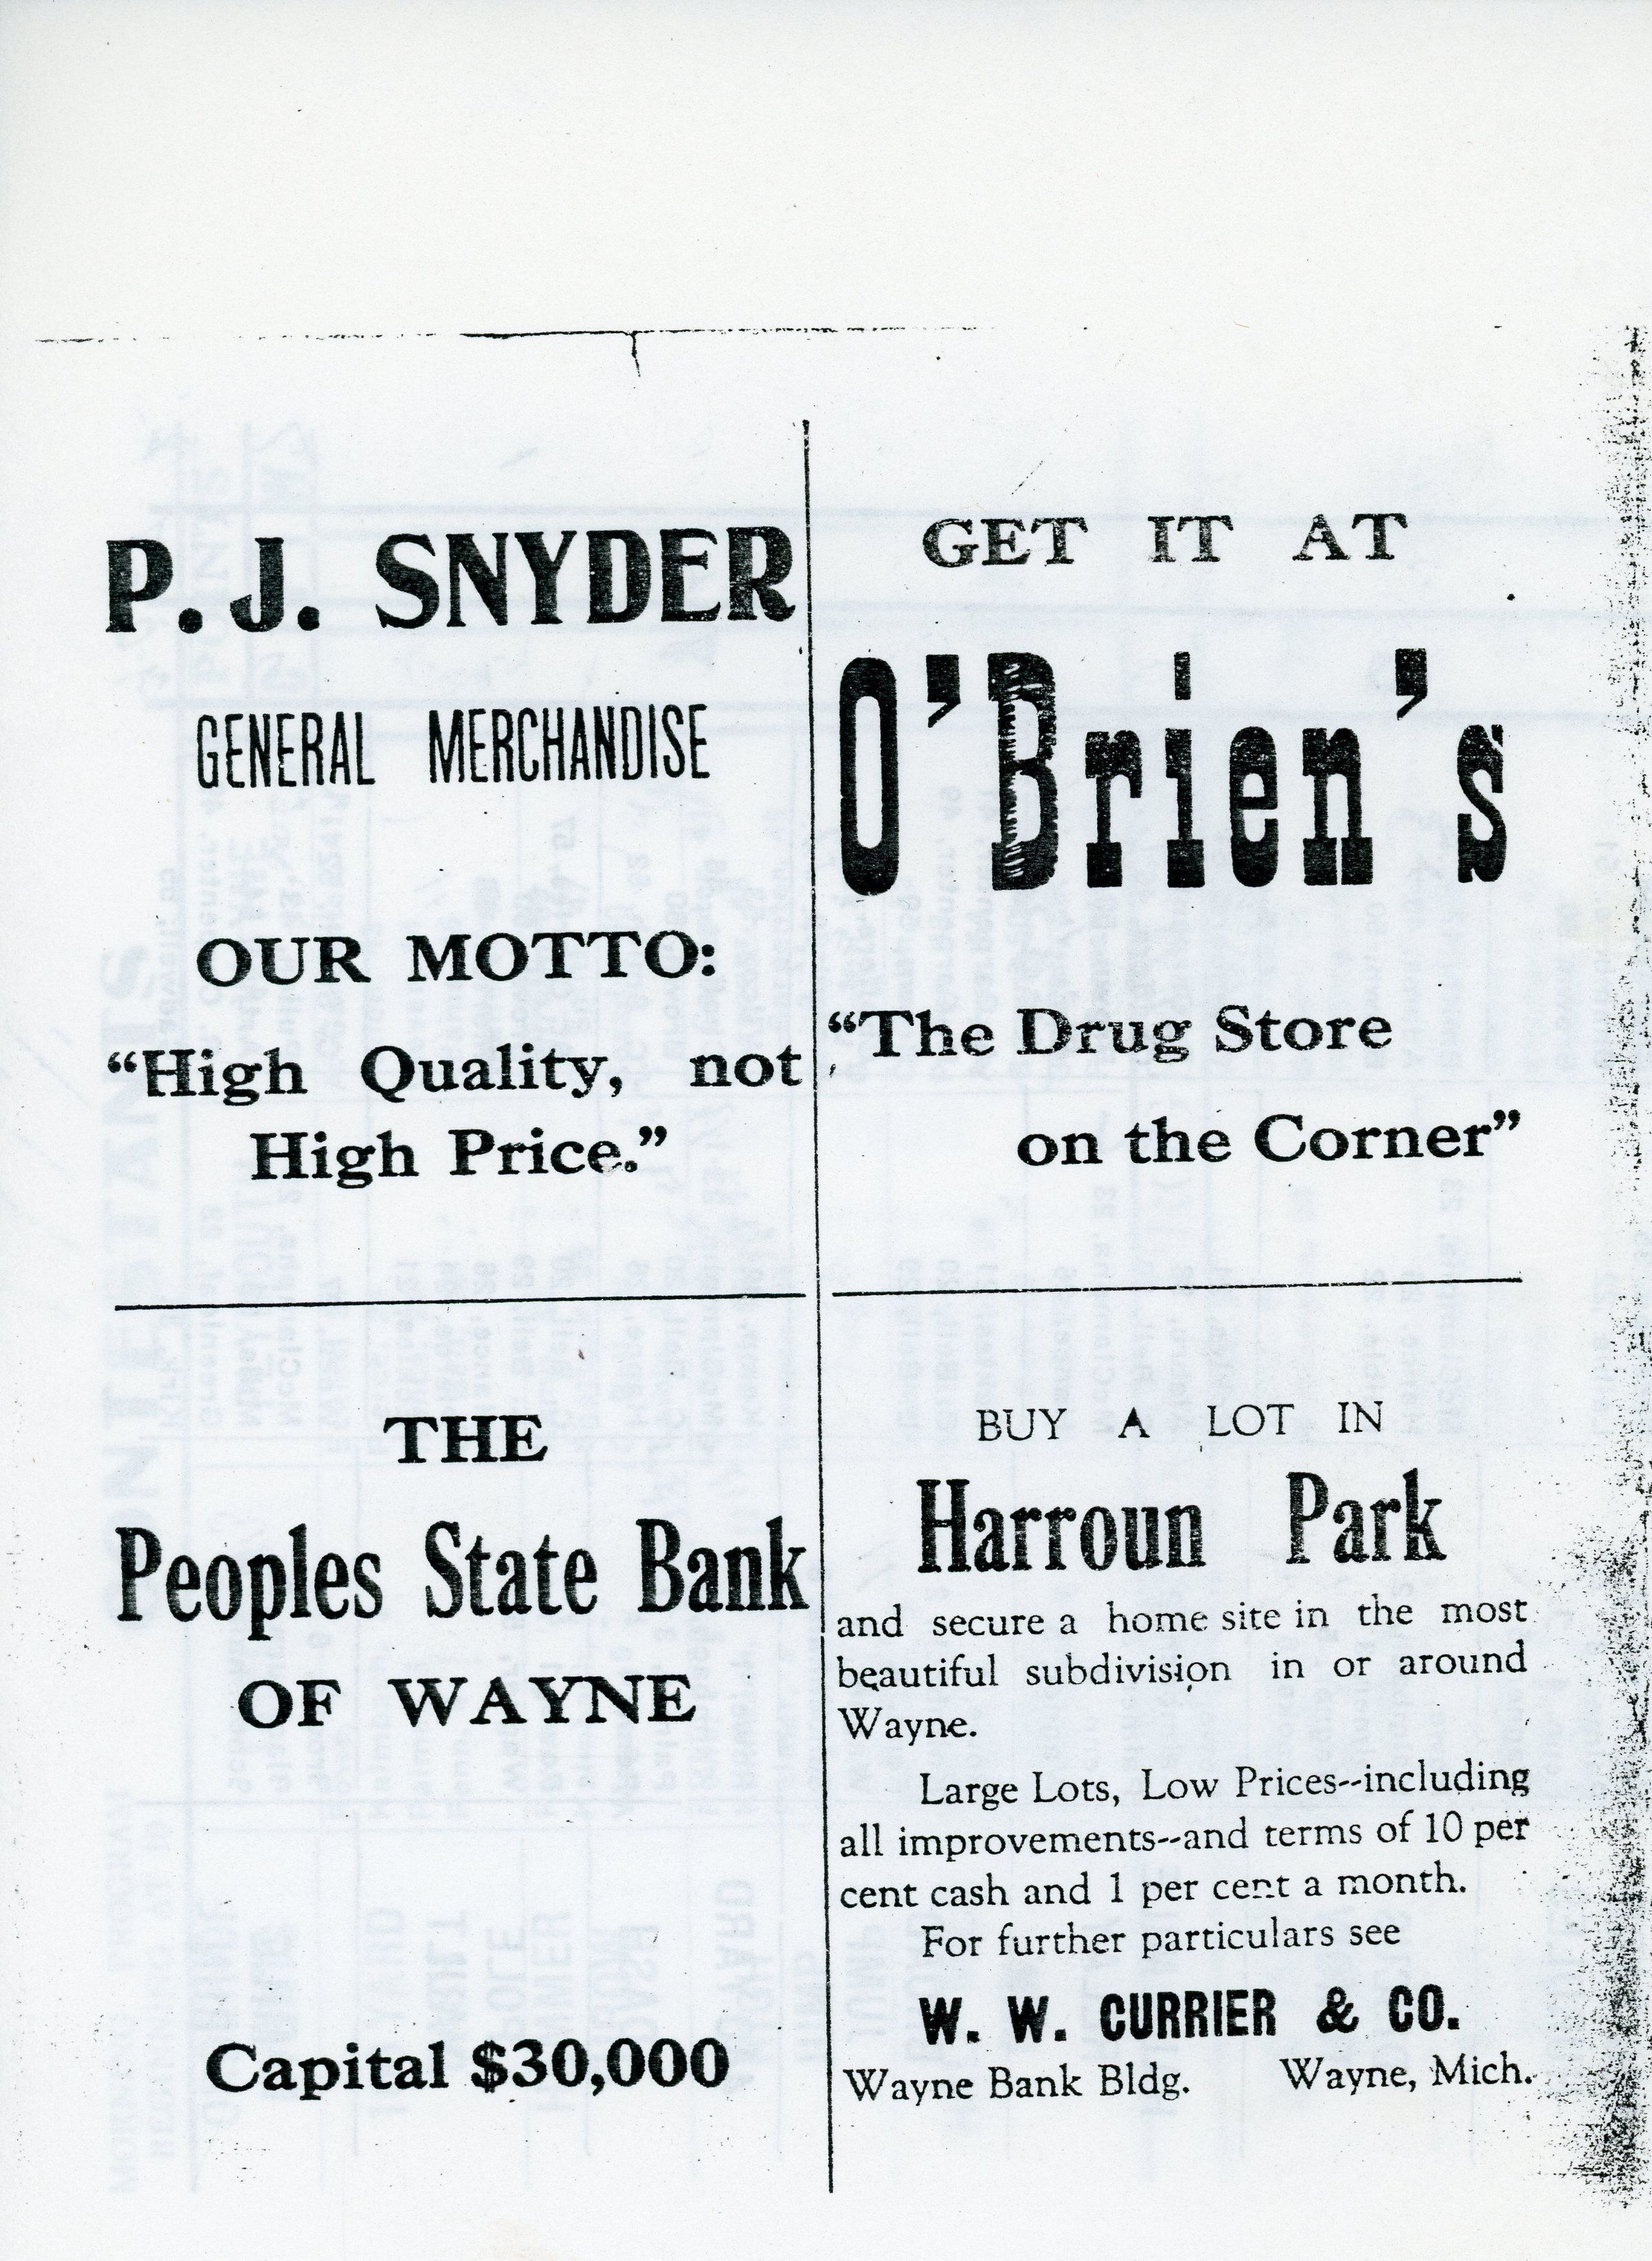 P. J. SNYDER
GENERAL MERCHANDISE
OUR MOTTO:
“High Quality, not
High Price.”
GET IT AT
O’Brien’s
“The Drug Store
on the Corner”
THE
Peoples State Bank
OF WAYNE
Capital $30,000
BUY A LOT IN
Harroun Park
and secure a home site in the most
beautiful subdivision in or around
Wayne.
Large Lots, Low Prices--including
all improvements--and terms of 10 per
cent cash and 1 per cent a month.
For further particulars see
W. W. CURRIER & CO.
Wayne Bank Bldg. Wayne, Mich.